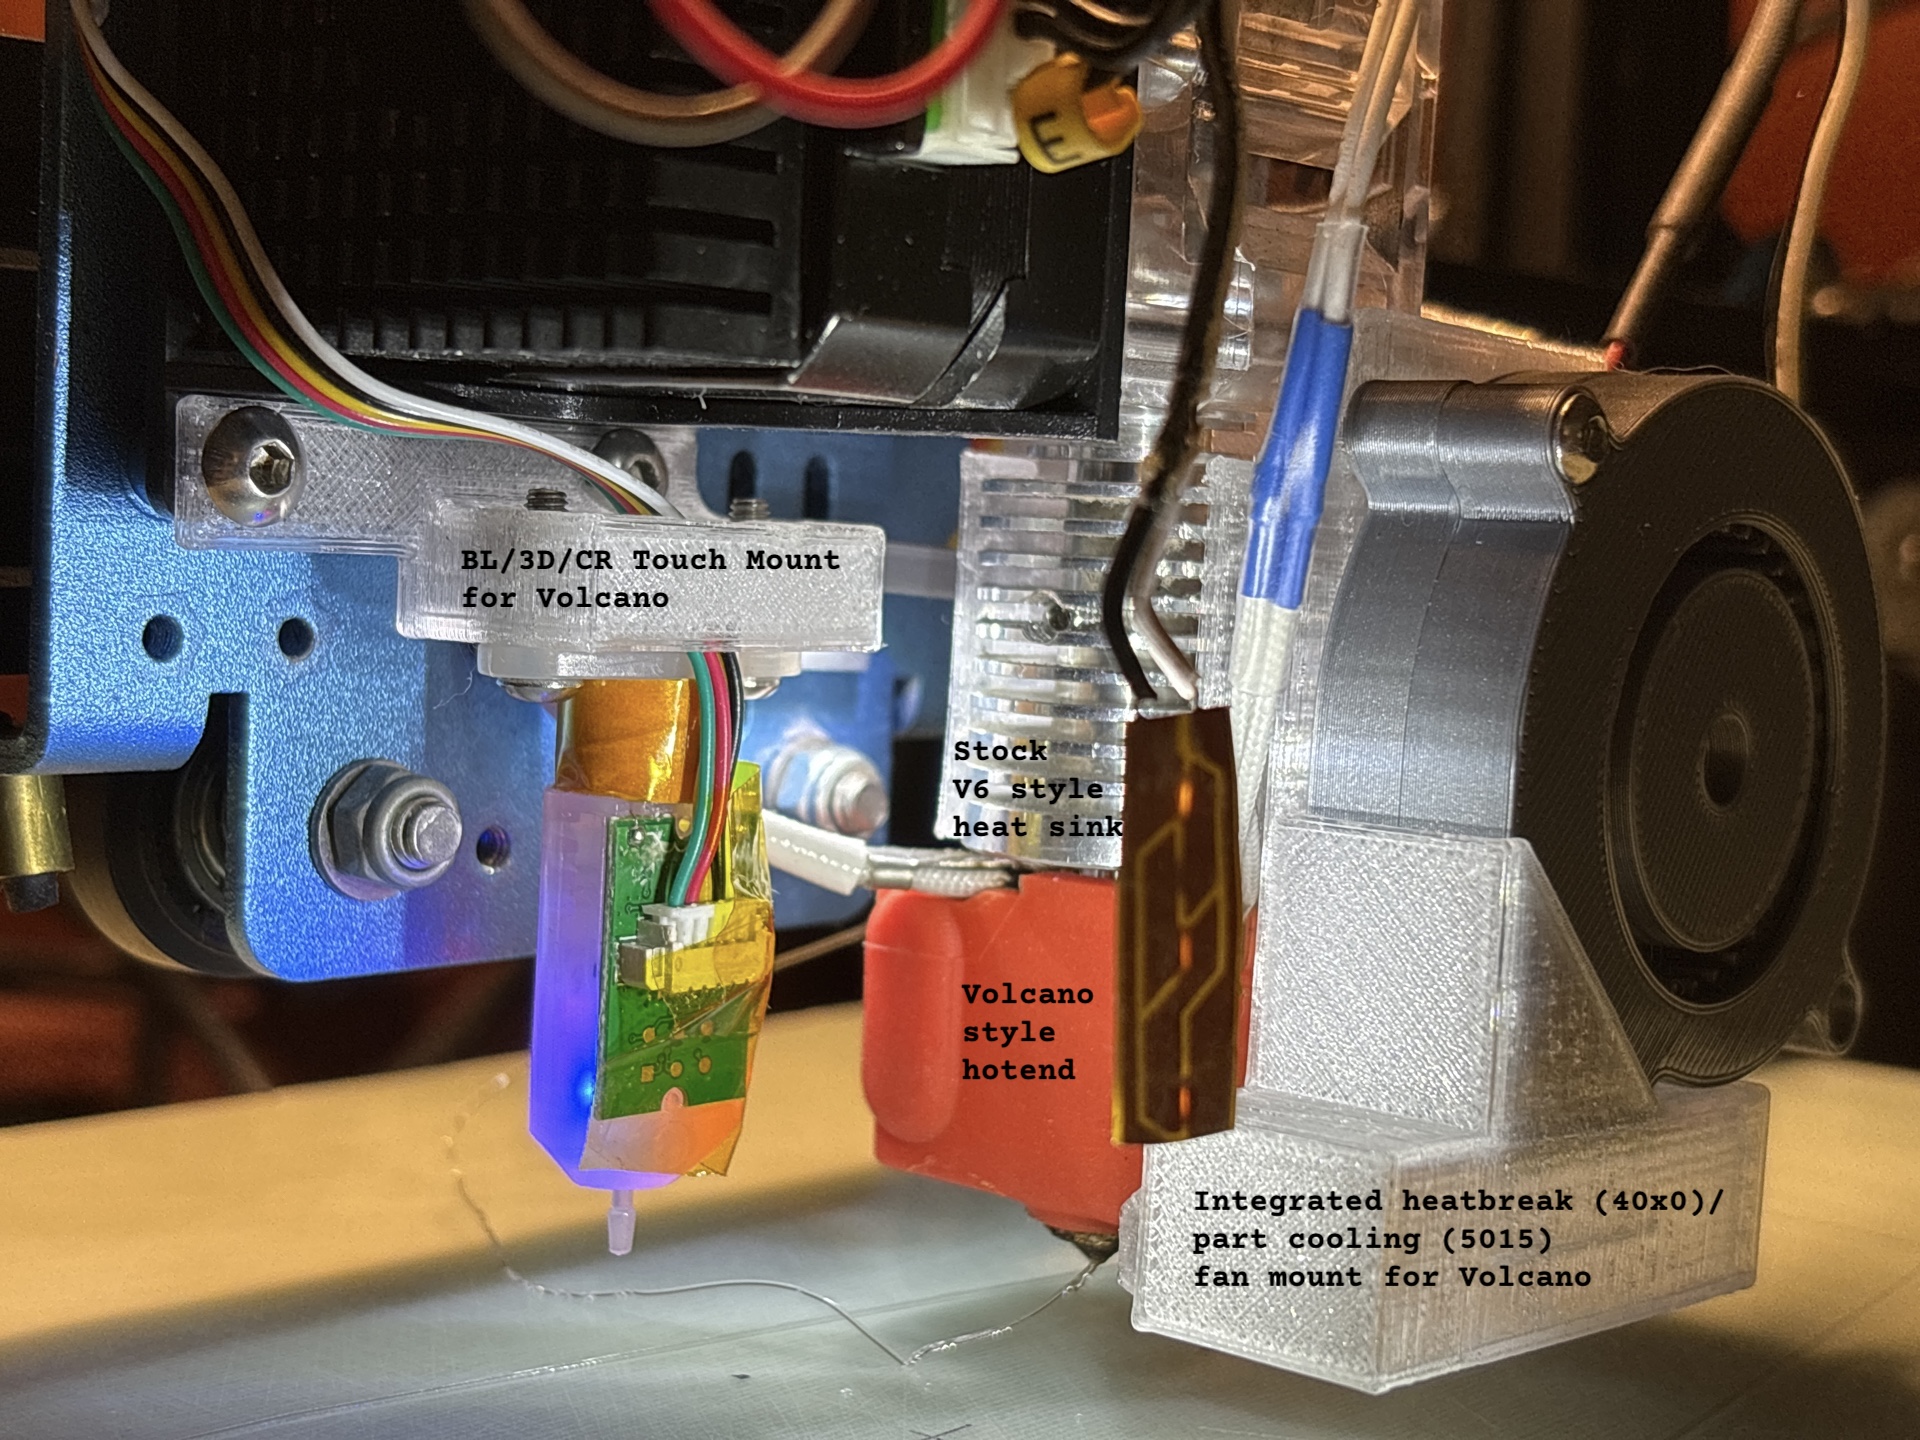 E
BL/3D/CR Touch Mount
for Volcano
Stock
V6 style
heat sink
Volcano
style
hotend
Integrated heatbreak (40x0)/
part cooling (5015)
fan mount for Volcano